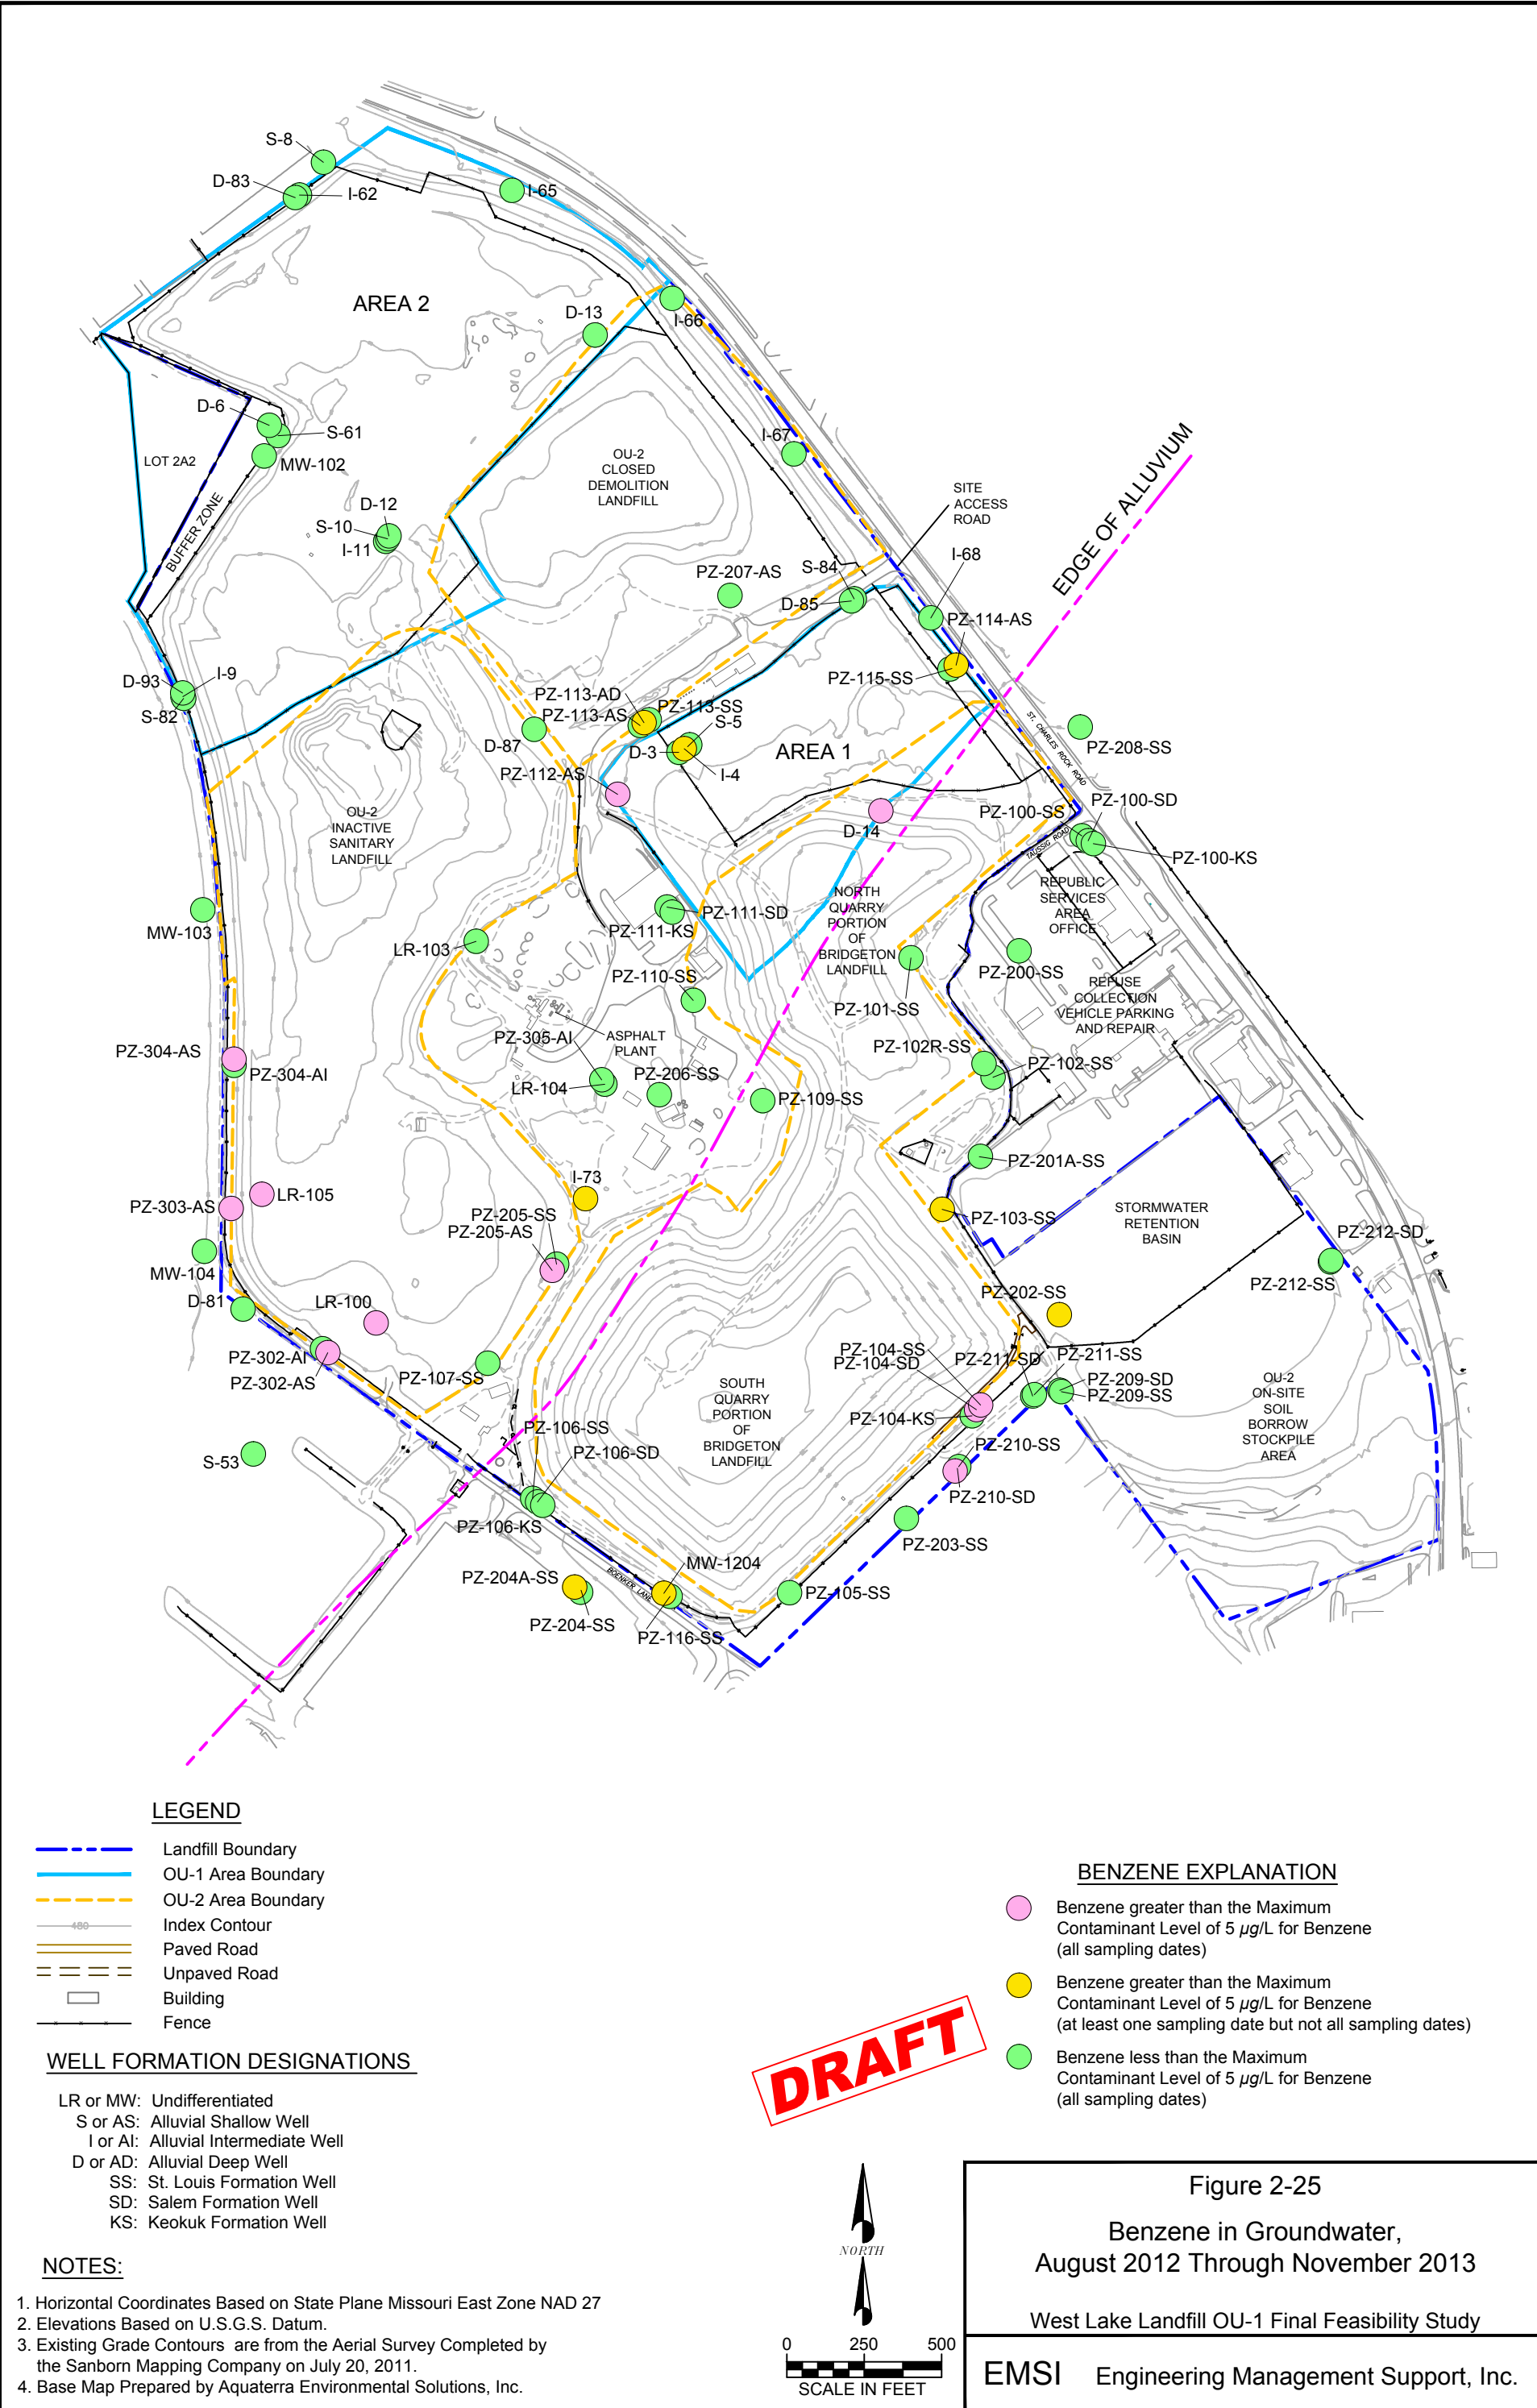 S-8
D-83
I-62
I-65
AREA 2
D-13
I-66
D-6
S-61
LOT 2A2
MW-102
I-67
OU-2
CLOSED
DEMOLITION
LANDFILL
EDGE OF ALLUVIUM
SITE
ACCESS
ROAD
BUFFER ZONE
D-12
S-10
I-11
I-68
PZ-207-AS
S-84
D-85
PZ-114-AS
PZ-115-SS
D-93
I-9
S-82
PZ-113-AD
PZ-113-SS
PZ-113-AS
S-5
D-87
D-3
AREA 1
I-4
ST. CHARLES ROCK ROAD
PZ-208-SS
PZ-112-AS
PZ-100-SS
PZ-100-SD
D-14
TAUSSIG ROAD
PZ-100-KS
OU-2
INACTIVE
SANITARY
LANDFILL
REPUBLIC
SERVICES
AREA
OFFICE
NORTH
QUARRY
PORTION
OF
BRIDGETON
LANDFILL
MW-103
PZ-111-SD
PZ-111-KS
LR-103
PZ-200-SS
PZ-110-SS
PZ-101-SS
REFUSE
COLLECTION
VEHICLE PARKING
AND REPAIR
PZ-305-AI
ASPHALT
PLANT
PZ-102R-SS
PZ-304-AS
PZ-304-AI
PZ-102-SS
LR-104
PZ-206-SS
PZ-109-SS
PZ-201A-SS
I-73
LR-105
PZ-303-AS
PZ-205-SS
PZ-205-AS
PZ-103-SS
STORMWATER
RETENTION
BASIN
PZ-212-SD
MW-104
PZ-212-SS
PZ-202-SS
D-81
LR-100
PZ-302-AI
PZ-302-AS
PZ-107-SS
PZ-104-SS
PZ-104-SD
PZ-211-SD
PZ-211-SS
PZ-209-SD
PZ-209-SS
SOUTH
QUARRY
PORTION
OF
BRIDGETON
LANDFILL
OU-2
ON-SITE
SOIL
BORROW
STOCKPILE
AREA
PZ-104-KS
PZ-106-SS
PZ-106-SD
PZ-210-SS
S-53
PZ-210-SD
PZ-106-KS
PZ-203-SS
MW-1204
PZ-204A-SS
BOENKER LANE
PZ-105-SS
PZ-204-SS
PZ-116-SS
LEGEND
Landfill Boundary
OU-1 Area Boundary
OU-2 Area Boundary
480 Index Contour
Paved Road
Unpaved Road
Building
Fence
WELL FORMATION DESIGNATIONS
LR or MW: Undifferentiated
S or AS: Alluvial Shallow Well
I or AI: Alluvial Intermediate Well
D or AD: Alluvial Deep Well
SS: St. Louis Formation Well
SD: Salem Formation Well
KS: Keokuk Formation Well
NOTES:
1. Horizontal Coordinates Based on State Plane Missouri East Zone NAD 27
2. Elevations Based on U.S.G.S. Datum.
3. Existing Grade Contours are from the Aerial Survey Completed by
the Sanborn Mapping Company on July 20, 2011.
4. Base Map Prepared by Aquaterra Environmental Solutions, Inc.
BENZENE EXPLANATION
Benzene greater than the Maximum
Contaminant Level of 5 µg/L for Benzene
(all sampling dates)
Benzene greater than the Maximum
Contaminant Level of 5 µg/L for Benzene
(at least one sampling date but not all sampling dates)
Benzene less than the Maximum
Contaminant Level of 5 µg/L for Benzene
(all sampling dates)
DRAFT
NORTH
0 250 500
SCALE IN FEET
Figure 2-25
Benzene in Groundwater,
August 2012 Through November 2013
West Lake Landfill OU-1 Final Feasibility Study
EMSI Engineering Management Support, Inc.